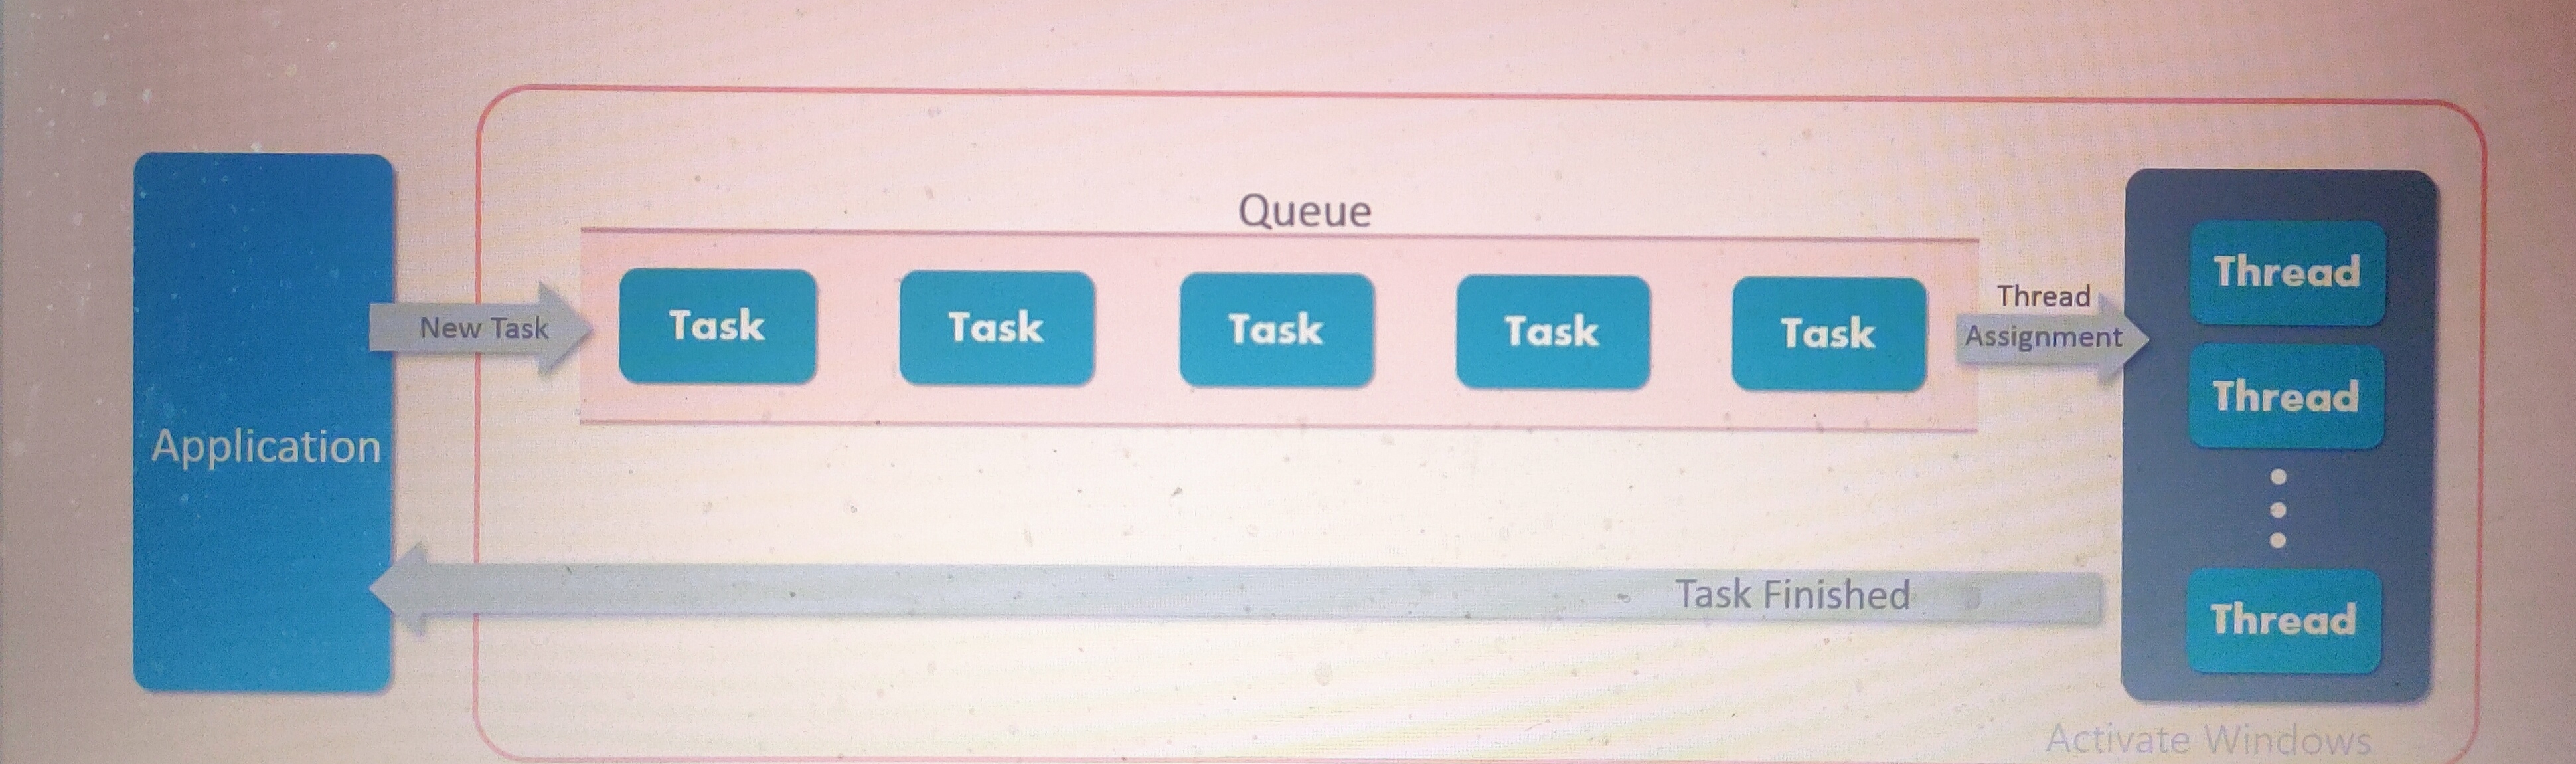 Queue
Application
New Task
Task
Task
Task
Task
Task
Thread
Assignment
Thread
Thread
Thread
Task Finished
Activate Windows